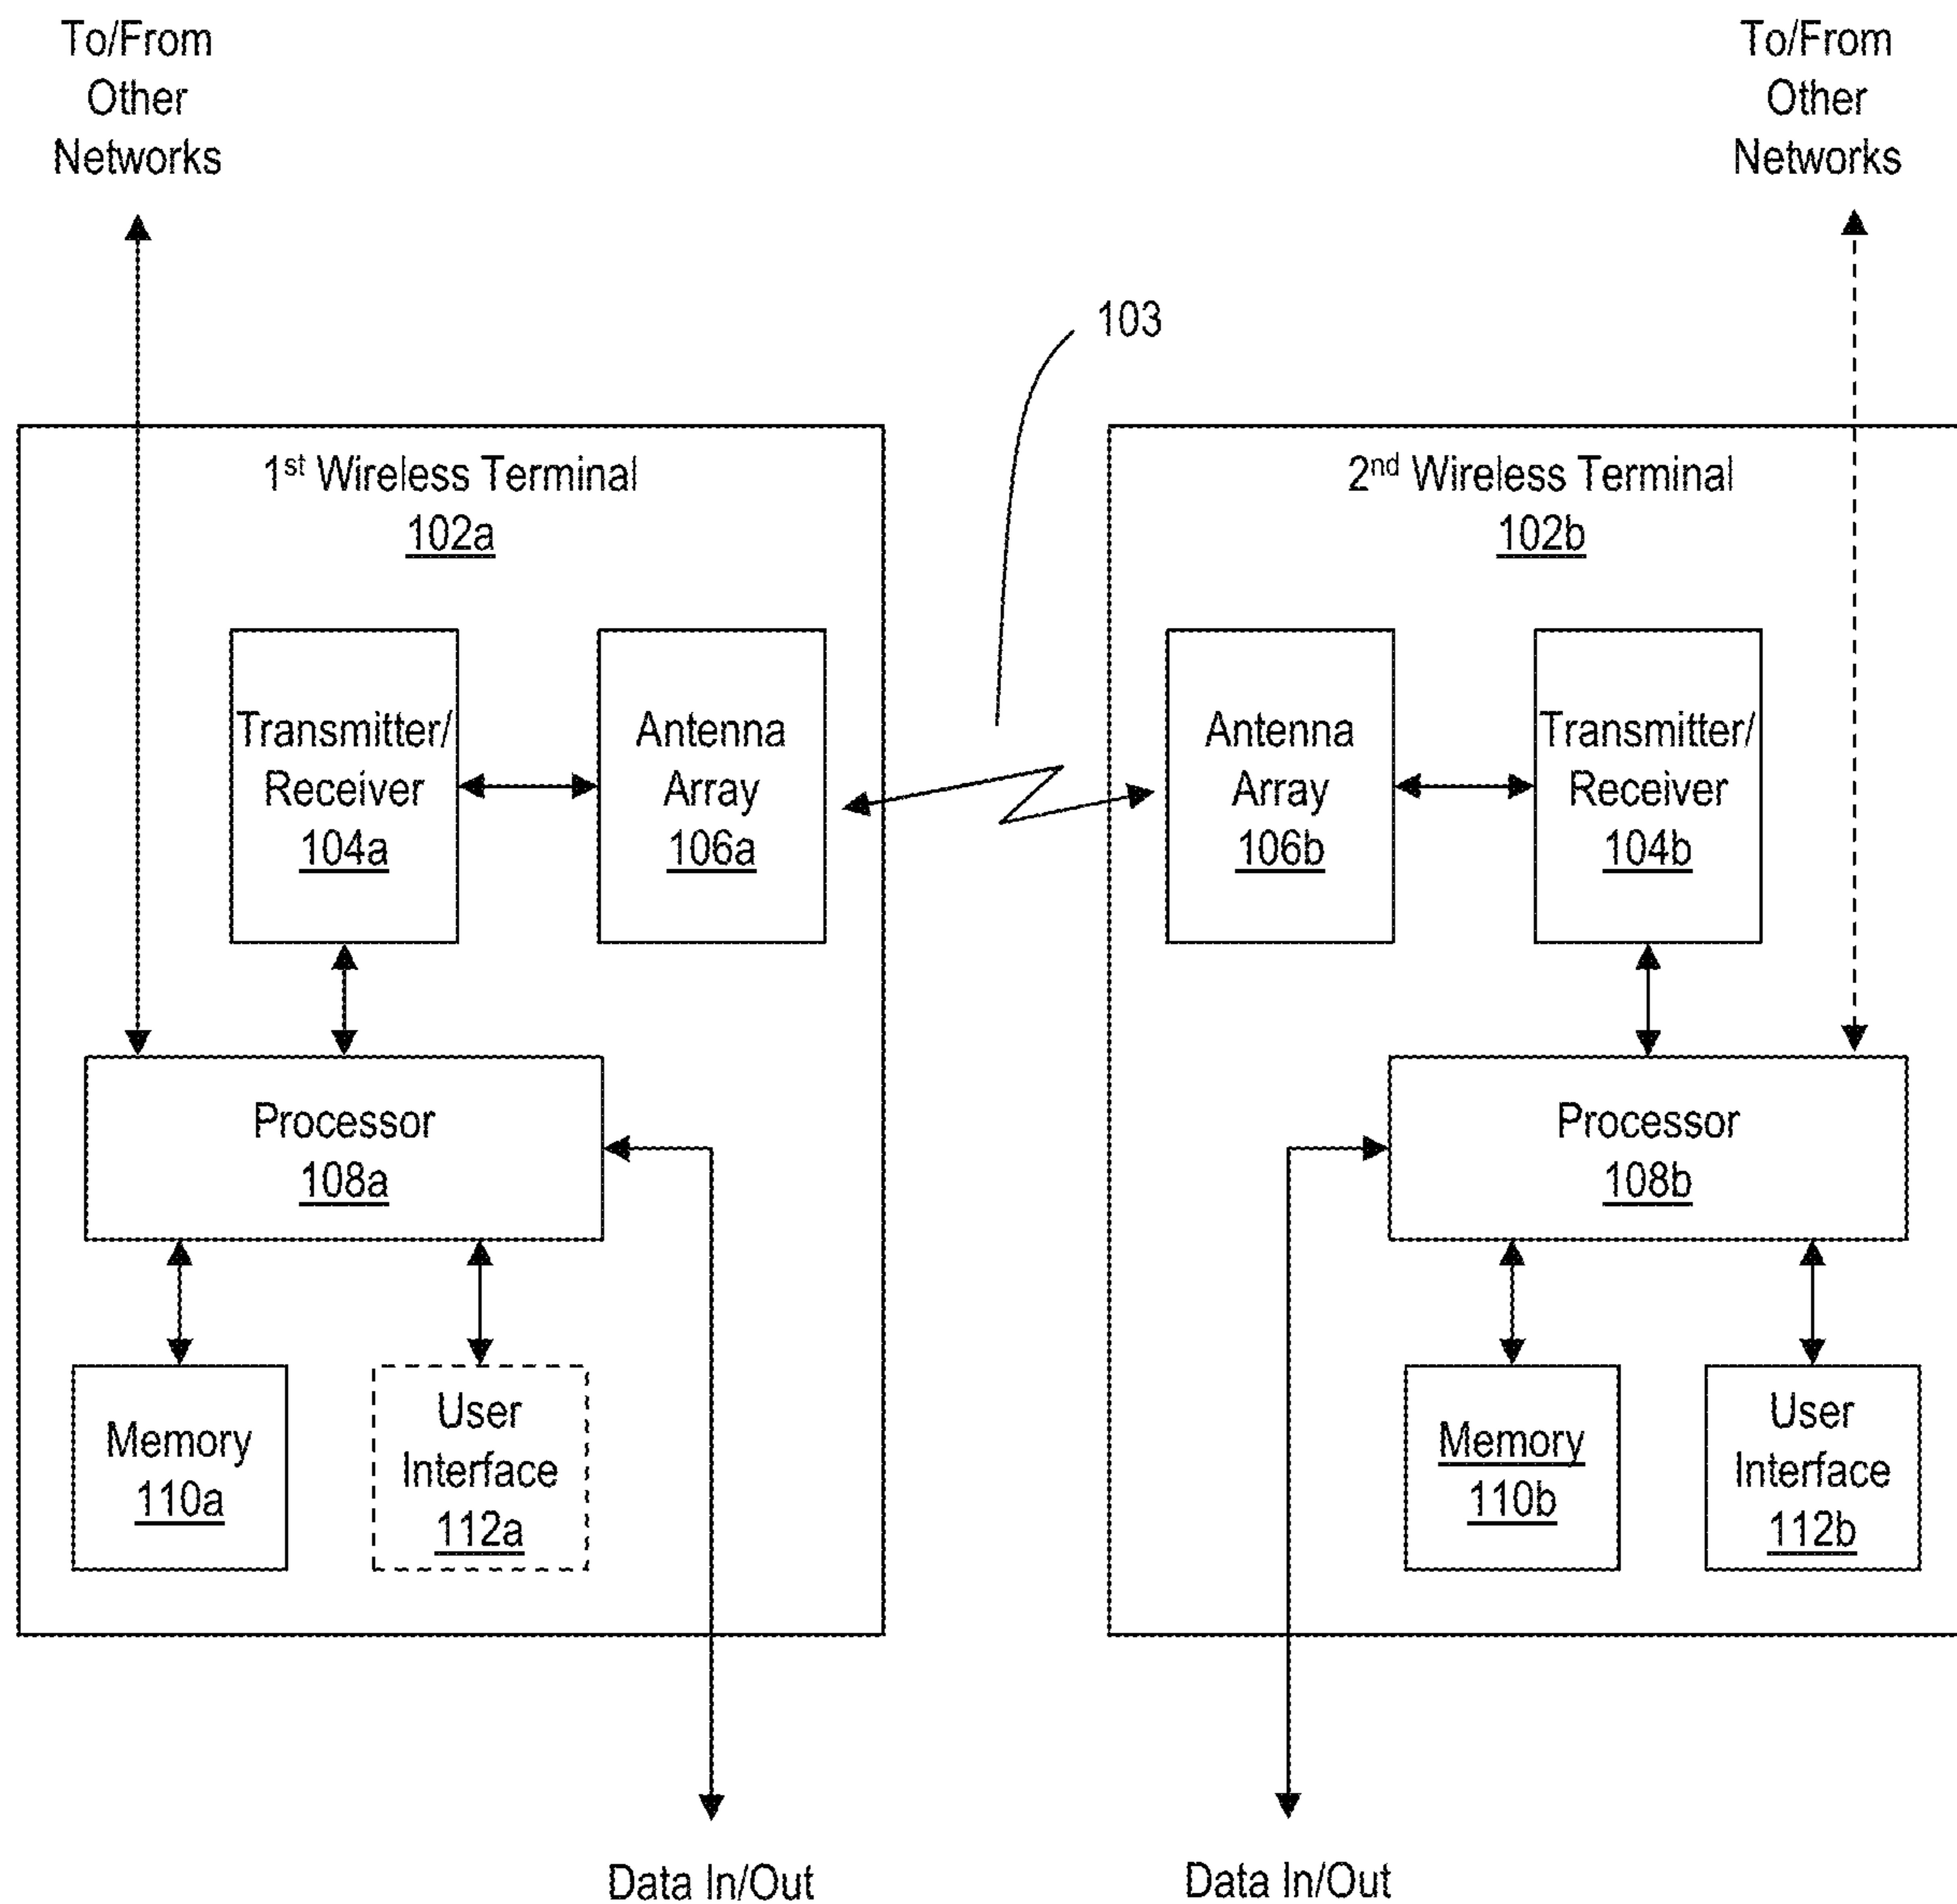 To/From
Other
Networks
To/From
Other
Networks
103
1st Wireless Terminal
102a
2nd Wireless Terminal
102b
Transmitter/
Receiver
104a
Antenna
Array
106a
Antenna
Array
106b
Transmitter/
Receiver
104b
Processor
108a
Processor
108b
Memory
110a
User
Interface
112a
Memory
110b
User
Interface
112b
Data In/Out
Data In/Out